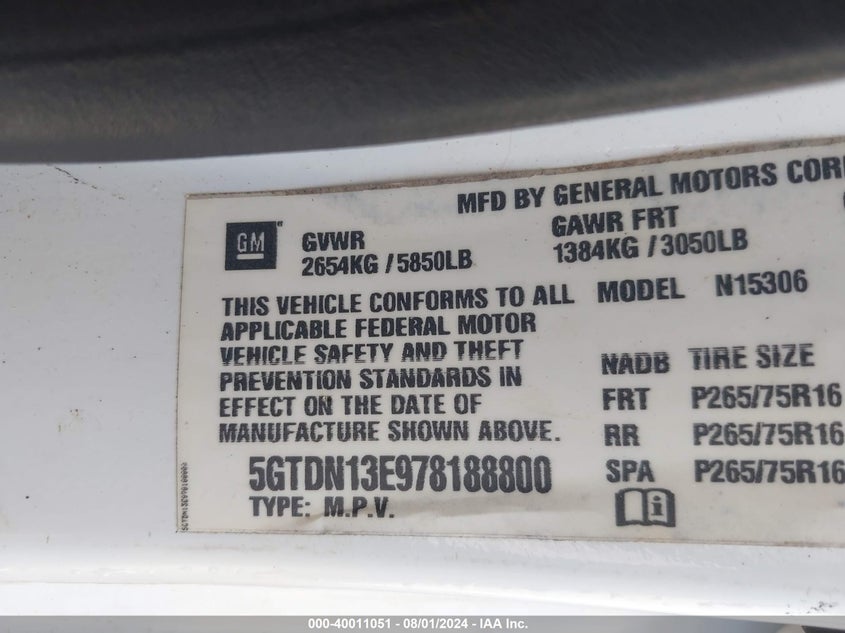 MFD BY GENERAL MOTORS COR
GM
GVWR
2654KG / 5850LB
GAWR FRT
1384KG / 3050LB
THIS VEHICLE CONFORMS TO ALL
APPLICABLE FEDERAL MOTOR
VEHICLE SAFETY AND THEFT
PREVENTION STANDARDS IN
EFFECT ON THE DATE OF
MANUFACTURE SHOWN ABOVE.
MODEL N15306
NADB TIRE SIZE
FRT P265/75R16
RR P265/75R16
SPA P265/75R16
5GTDN13E978188800
TYPE: M.P.V.
5GTDN13E978188800
000-40011051 - 08/01/2024 - IAA Inc.